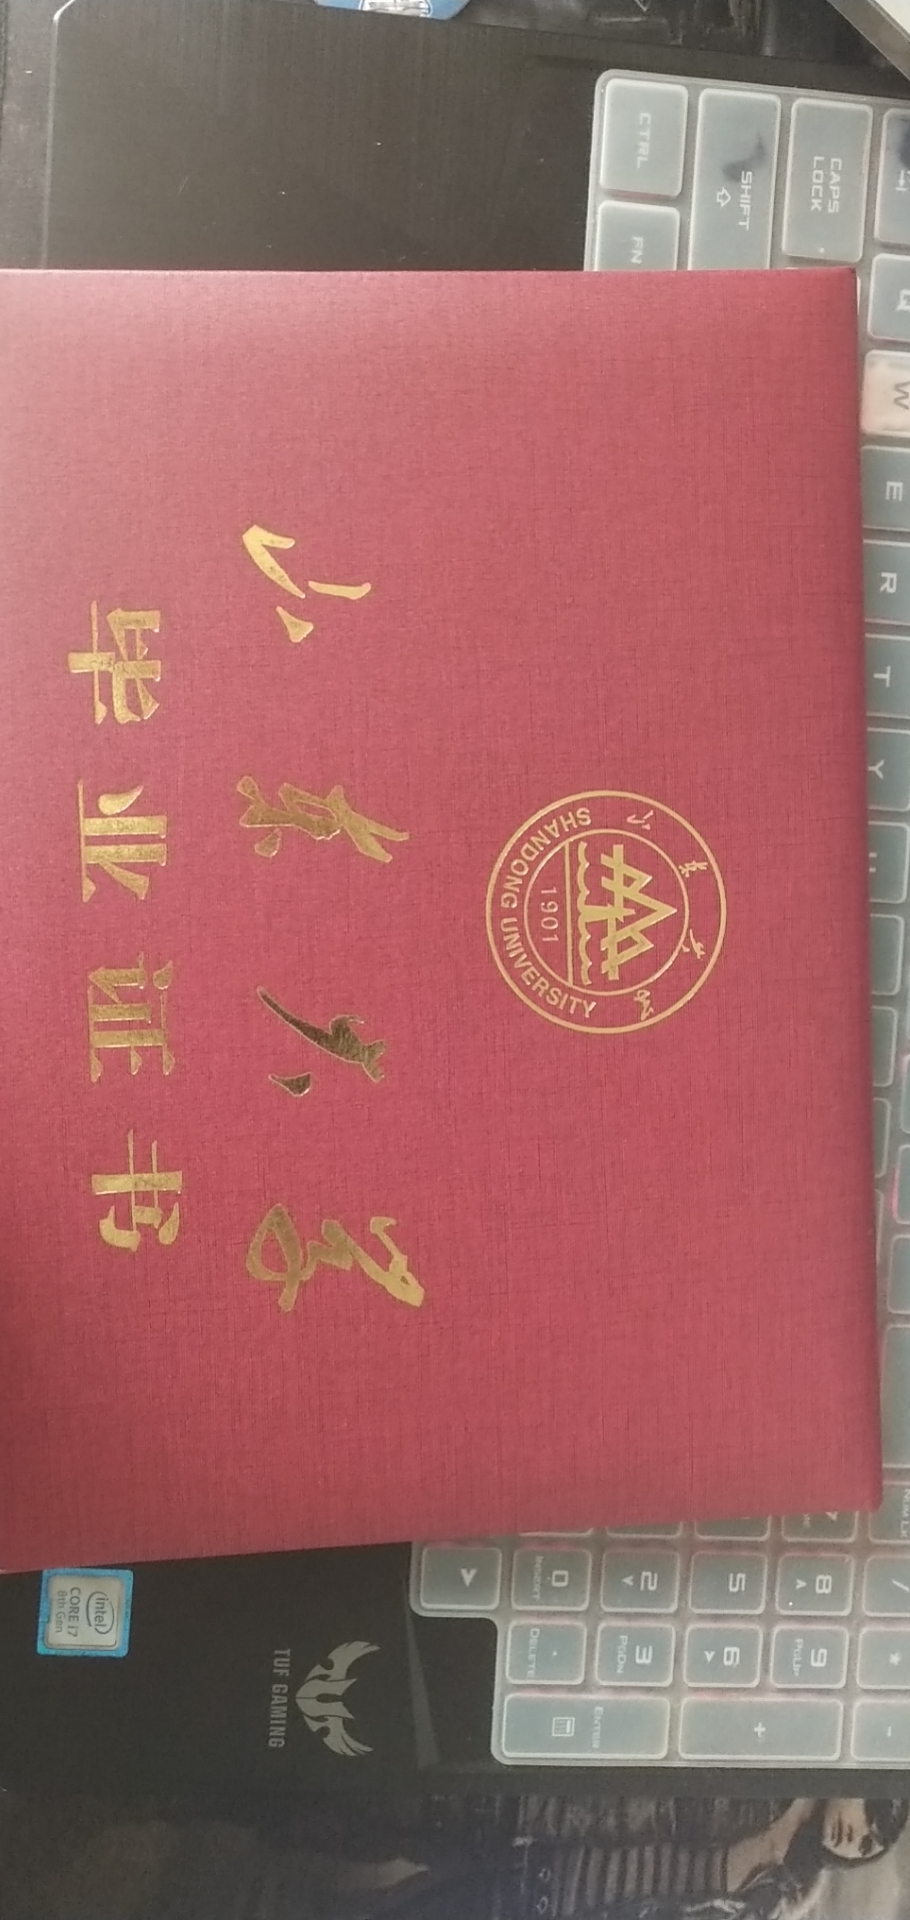 山东大学
SHANDONG UNIVERSITY
1901
山东大学
毕业证书
CTRL
SHIFT
CAPS LOCK
FN
Q
W
E
R
T
Y
7
8
9
PgUp
/
*
-
5
6
+
2
3
PGDN
0
INSERT
.
DELETE
ENTER
intel
CORE i7
8th Gen
TUF GAMING